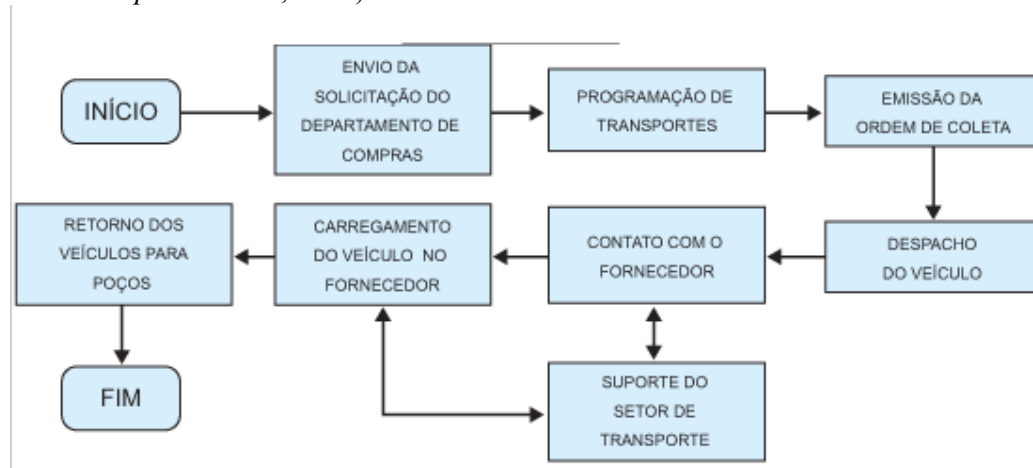 INÍCIO
ENVIO DA
SOLICITAÇÃO DO
DEPARTAMENTO DE
COMPRAS
PROGRAMAÇÃO DE
TRANSPORTES
EMISSÃO DA
ORDEM DE COLETA
DESPACHO
DO VEÍCULO
CONTATO COM O
FORNECEDOR
CARREGAMENTO
DO VEÍCULO NO
FORNECEDOR
RETORNO DOS
VEÍCULOS PARA
POÇOS
SUPORTE DO
SETOR DE
TRANSPORTE
FIM